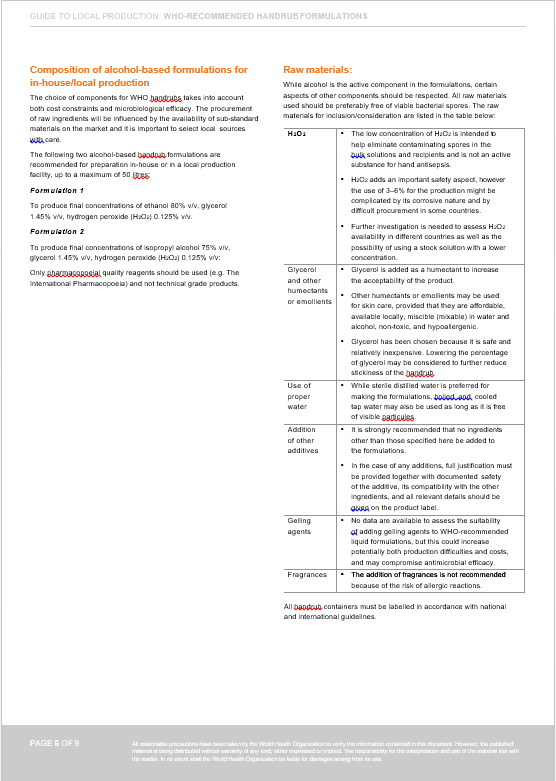 GUIDE TO LOCAL PRODUCTION: WHO-RECOMMENDED HANDRUB FORMULATIONS
Composition of alcohol-based formulations for
in-house/local production
The choice of components for WHO handrubs takes into account
both cost constraints and microbiological efficacy. The procurement
of raw ingredients will be influenced by the availability of sub-standard
materials on the market and it is important to select local sources
with care.
The following two alcohol-based handrub formulations are
recommended for preparation in-house or in a local production
facility, up to a maximum of 50 litres:
Formulation 1
To produce final concentrations of ethanol 80% v/v, glycerol
1.45% v/v, hydrogen peroxide (H₂O₂) 0.125% v/v.
Formulation 2
To produce final concentrations of isopropyl alcohol 75% v/v,
glycerol 1.45% v/v, hydrogen peroxide (H₂O₂) 0.125% v/v:
Only pharmacopoeial quality reagents should be used (e.g. The
International Pharmacopoeia) and not technical grade products.
Raw materials:
While alcohol is the active component in the formulations, certain
aspects of other components should be respected. All raw materials
used should be preferably free of viable bacterial spores. The raw
materials for inclusion/consideration are listed in the table below:
H₂O₂
• The low concentration of H₂O₂ is intended to
help eliminate contaminating spores in the
bulk solutions and recipients and is not an active
substance for hand antisepsis.
• H₂O₂ adds an important safety aspect, however
the use of 3–6% for the production might be
complicated by its corrosive nature and by
difficult procurement in some countries.
• Further investigation is needed to assess H₂O₂
availability in different countries as well as the
possibility of using a stock solution with a lower
concentration.
Glycerol
and other
humectants
or emollients
• Glycerol is added as a humectant to increase
the acceptability of the product.
• Other humectants or emollients may be used
for skin care, provided that they are affordable,
available locally, miscible (mixable) in water and
alcohol, non-toxic, and hypoallergenic.
• Glycerol has been chosen because it is safe and
relatively inexpensive. Lowering the percentage
of glycerol may be considered to further reduce
stickiness of the handrub.
Use of
proper
water
• While sterile distilled water is preferred for
making the formulations, boiled and cooled
tap water may also be used as long as it is free
of visible particules.
Addition
of other
additives
• It is strongly recommended that no ingredients
other than those specified here be added to
the formulations.
• In the case of any additions, full justification must
be provided together with documented safety
of the additive, its compatibility with the other
ingredients, and all relevant details should be
given on the product label.
Gelling
agents
• No data are available to assess the suitability
of adding gelling agents to WHO-recommended
liquid formulations, but this could increase
potentially both production difficulties and costs,
and may compromise antimicrobial efficacy.
Fragrances
• The addition of fragrances is not recommended
because of the risk of allergic reactions.
All handrub containers must be labelled in accordance with national
and international guidelines.
PAGE 6 OF 9
All reasonable precautions have been taken by the World Health Organization to verify the information contained in this document. However, the published
material is being distributed without warranty of any kind, either expressed or implied. The responsibility for the interpretation and use of the material lies with
the reader. In no event shall the World Health Organization be liable for damages arising from its use.